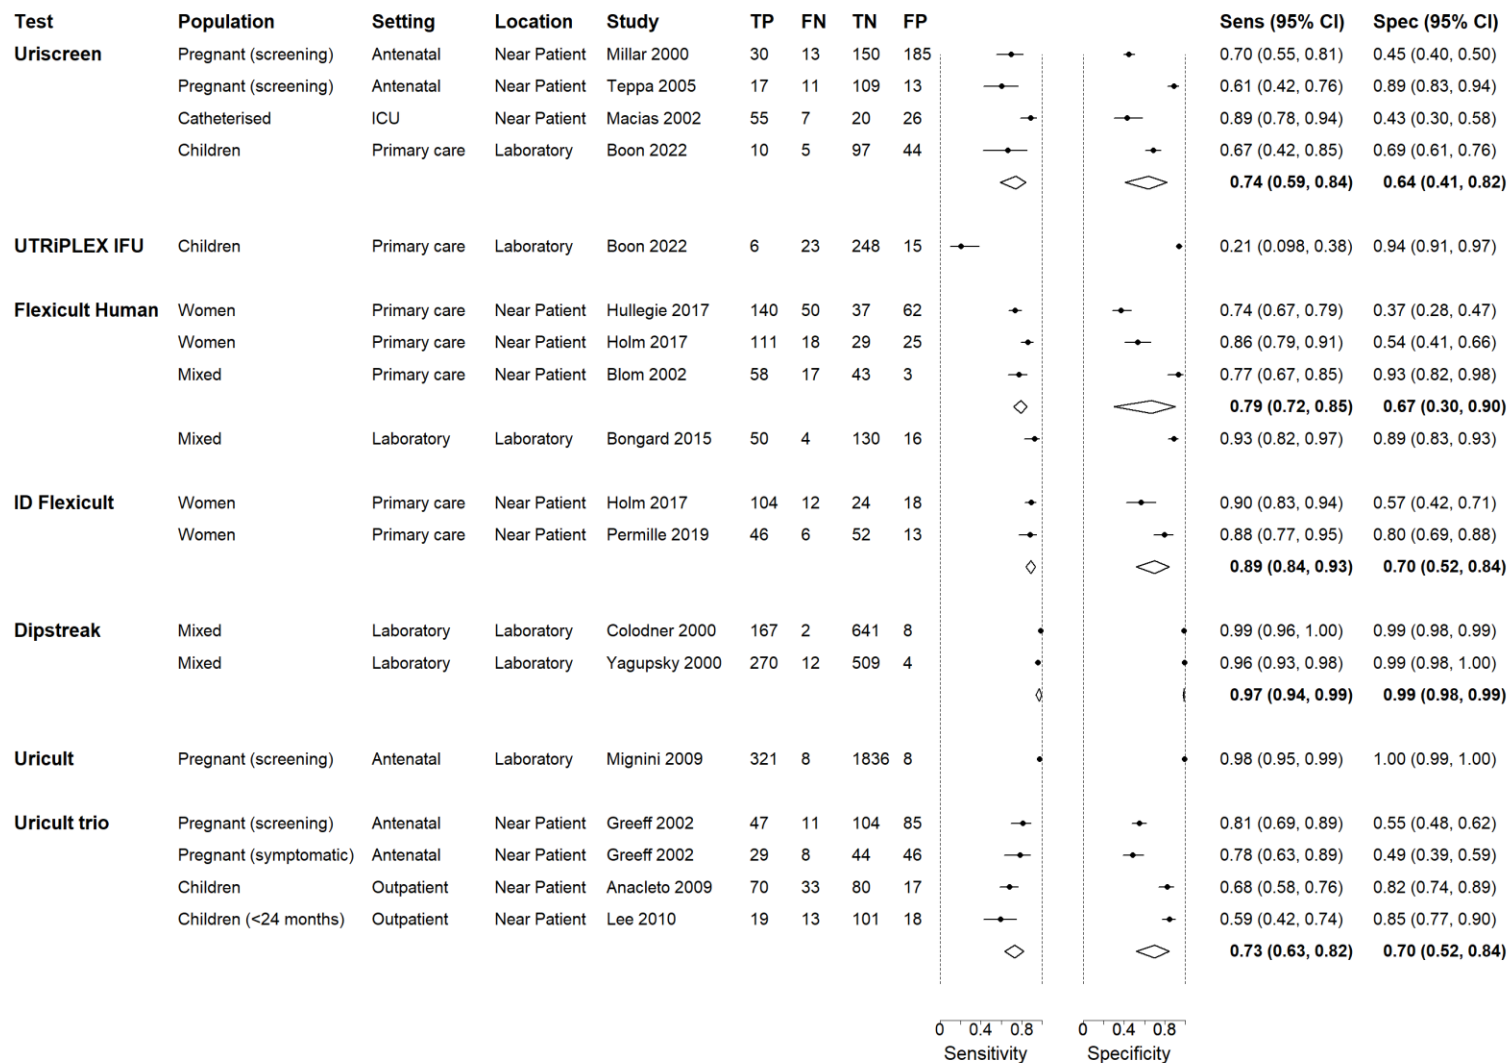 Test Population Setting Location Study TP FN TN FP Sens (95% CI) Spec (95% CI)
Uriscreen Pregnant (screening) Antenatal Near Patient Millar 2000 30 13 150 185 0.70 (0.55, 0.81) 0.45 (0.40, 0.50)
Pregnant (screening) Antenatal Near Patient Teppa 2005 17 11 109 13 0.61 (0.42, 0.76) 0.89 (0.83, 0.94)
Catheterised ICU Near Patient Macias 2002 55 7 20 26 0.89 (0.78, 0.94) 0.43 (0.30, 0.58)
Children Primary care Laboratory Boon 2022 10 5 97 44 0.67 (0.42, 0.85) 0.69 (0.61, 0.76)
0.74 (0.59, 0.84) 0.64 (0.41, 0.82)
UTRiPLEX IFU Children Primary care Laboratory Boon 2022 6 23 248 15 0.21 (0.098, 0.38) 0.94 (0.91, 0.97)
Flexicult Human Women Primary care Near Patient Hullegie 2017 140 50 37 62 0.74 (0.67, 0.79) 0.37 (0.28, 0.47)
Women Primary care Near Patient Holm 2017 111 18 29 25 0.86 (0.79, 0.91) 0.54 (0.41, 0.66)
Mixed Primary care Near Patient Blom 2002 58 17 43 3 0.77 (0.67, 0.85) 0.93 (0.82, 0.98)
0.79 (0.72, 0.85) 0.67 (0.30, 0.90)
Mixed Laboratory Laboratory Bongard 2015 50 4 130 16 0.93 (0.82, 0.97) 0.89 (0.83, 0.93)
ID Flexicult Women Primary care Near Patient Holm 2017 104 12 24 18 0.90 (0.83, 0.94) 0.57 (0.42, 0.71)
Women Primary care Near Patient Permille 2019 46 6 52 13 0.88 (0.77, 0.95) 0.80 (0.69, 0.88)
0.89 (0.84, 0.93) 0.70 (0.52, 0.84)
Dipstreak Mixed Laboratory Laboratory Colodner 2000 167 2 641 8 0.99 (0.96, 1.00) 0.99 (0.98, 0.99)
Mixed Laboratory Laboratory Yagupsky 2000 270 12 509 4 0.96 (0.93, 0.98) 0.99 (0.98, 1.00)
0.97 (0.94, 0.99) 0.99 (0.98, 0.99)
Uricult Pregnant (screening) Antenatal Laboratory Mignini 2009 321 8 1836 8 0.98 (0.95, 0.99) 1.00 (0.99, 1.00)
Uricult trio Pregnant (screening) Antenatal Near Patient Greeff 2002 47 11 104 85 0.81 (0.69, 0.89) 0.55 (0.48, 0.62)
Pregnant (symptomatic) Antenatal Near Patient Greeff 2002 29 8 44 46 0.78 (0.63, 0.89) 0.49 (0.39, 0.59)
Children Outpatient Near Patient Anacleto 2009 70 33 80 17 0.68 (0.58, 0.76) 0.82 (0.74, 0.89)
Children (<24 months) Outpatient Near Patient Lee 2010 19 13 101 18 0.59 (0.42, 0.74) 0.85 (0.77, 0.90)
0.73 (0.63, 0.82) 0.70 (0.52, 0.84)
0 0.4 0.8 0 0.4 0.8
Sensitivity Specificity